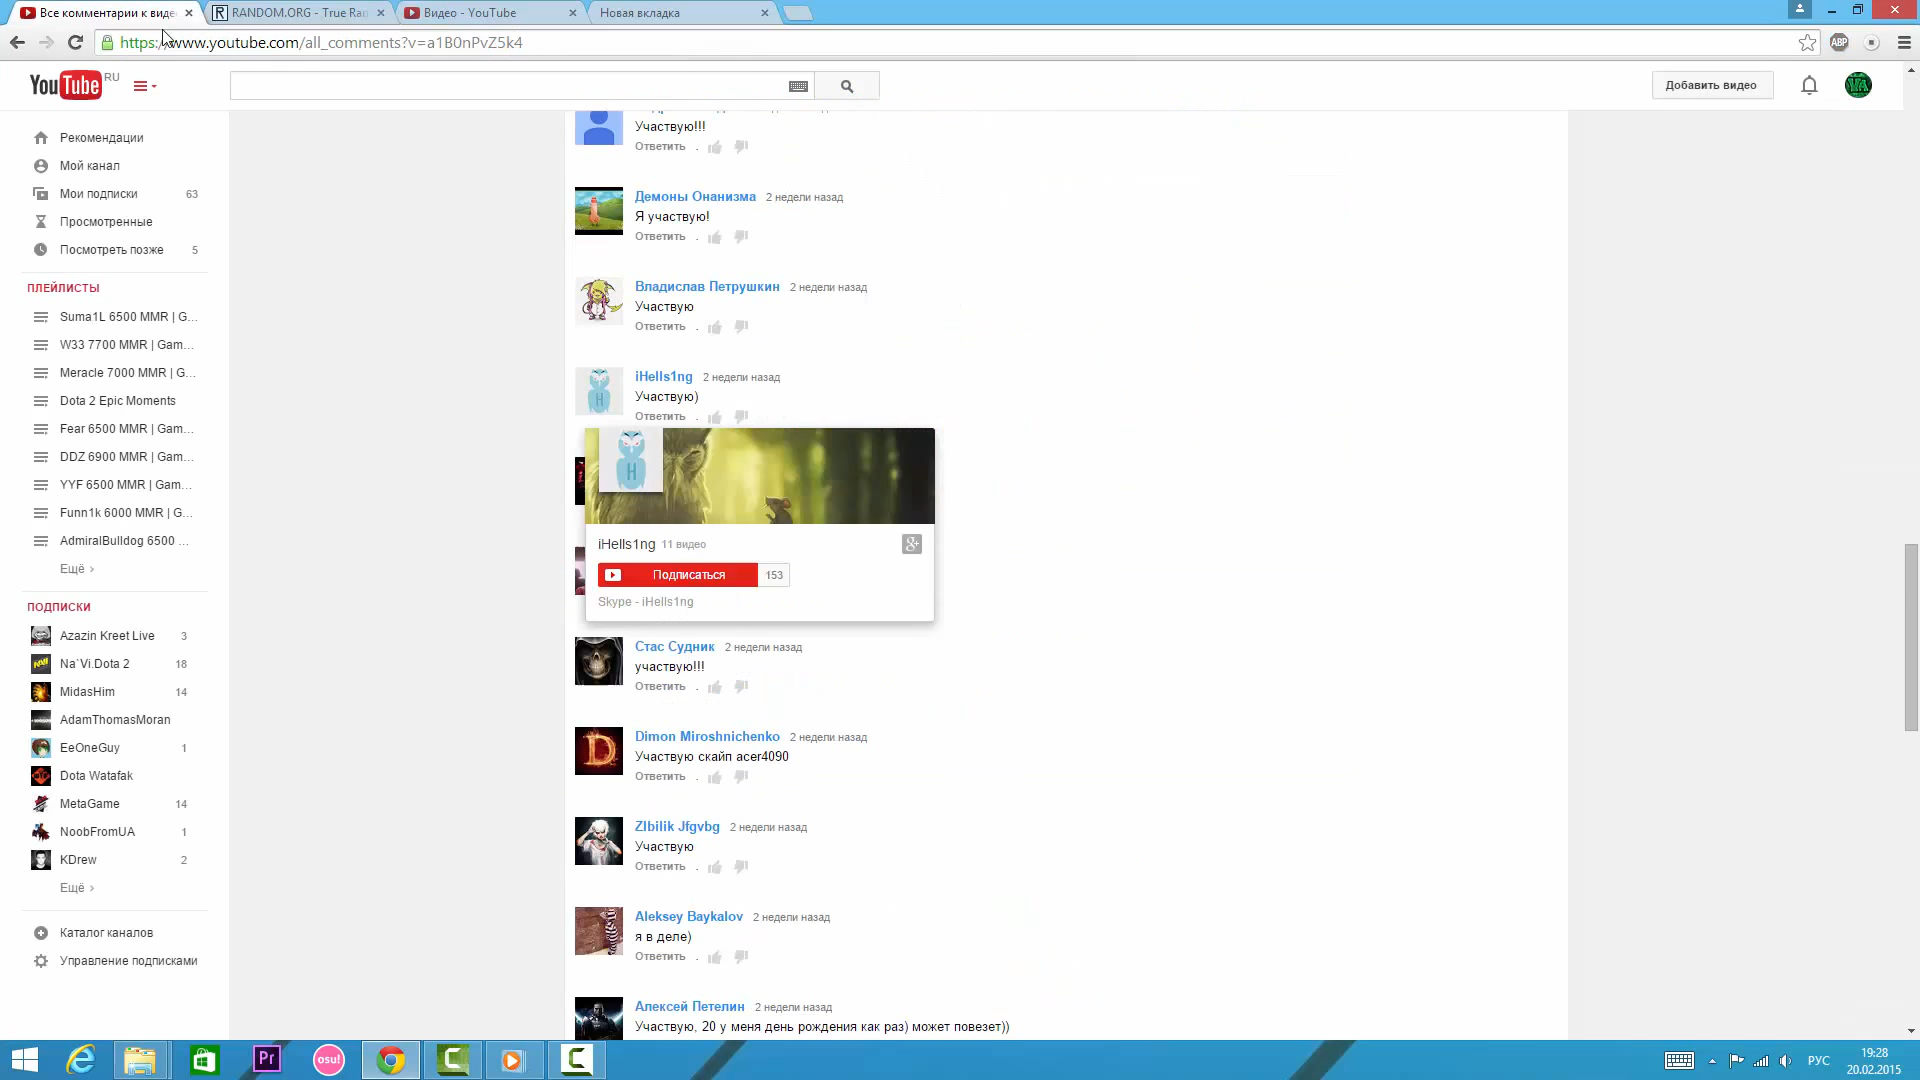 Все комментарии к виде
RANDOM.ORG - True Ran
Видео - YouTube
Новая вкладка
https://www.youtube.com/all_comments?v=a1B0nPvZ5k4
ABP
YouTube RU
Добавить видео
Рекомендации
Мой канал
Мои подписки 63
Просмотренные
Посмотреть позже 5
ПЛЕЙЛИСТЫ
Suma1L 6500 MMR | G...
W33 7700 MMR | Gam...
Meracle 7000 MMR | G...
Dota 2 Epic Moments
Fear 6500 MMR | Gam...
DDZ 6900 MMR | Gam...
YYF 6500 MMR | Gam...
Funn1k 6000 MMR | G...
AdmiralBulldog 6500 ...
Ещё ›
ПОДПИСКИ
Azazin Kreet Live 3
Na`Vi.Dota 2 18
MidasHim 14
AdamThomasMoran
EeOneGuy 1
Dota Watafak
MetaGame 14
NoobFromUA 1
KDrew 2
Ещё ›
Каталог каналов
Управление подписками
Участвую!!!
Ответить .
Демоны Онанизма 2 недели назад
Я участвую!
Ответить .
Владислав Петрушкин 2 недели назад
Участвую
Ответить .
iHells1ng 2 недели назад
Участвую)
Ответить .
iHells1ng 11 видео
Подписаться 153
Skype - iHells1ng
Стас Судник 2 недели назад
участвую!!!
Ответить .
Dimon Miroshnichenko 2 недели назад
Участвую скайп acer4090
Ответить .
ZIbilik Jfgvbg 2 недели назад
Участвую
Ответить .
Aleksey Baykalov 2 недели назад
я в деле)
Ответить .
Алексей Петелин 2 недели назад
Участвую, 20 у меня день рождения как раз) может повезет))
Pr
osu!
РУС
19:28
20.02.2015